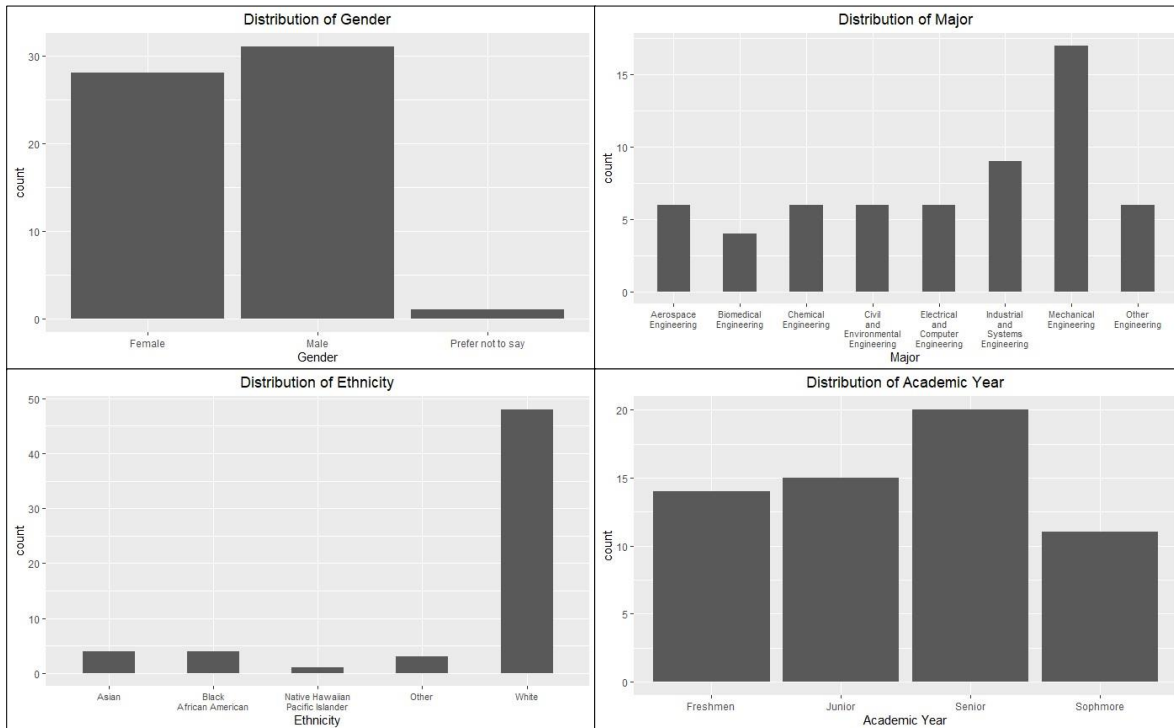 Distribution of Gender
30
20
10
0
count
Female Male Prefer not to say
Gender
Distribution of Major
15
10
5
0
count
Aerospace
Engineering
Biomedical
Engineering
Chemical
Engineering
Civil
and
Environmental
Engineering
Electrical
and
Computer
Engineering
Industrial
and
Systems
Engineering
Mechanical
Engineering
Other
Engineering
Major
Distribution of Ethnicity
50
40
30
20
10
0
count
Asian
Black
African American
Native Hawaiian
Pacific Islander
Other
White
Ethnicity
Distribution of Academic Year
20
15
10
5
0
count
Freshmen Junior Senior Sophmore
Academic Year